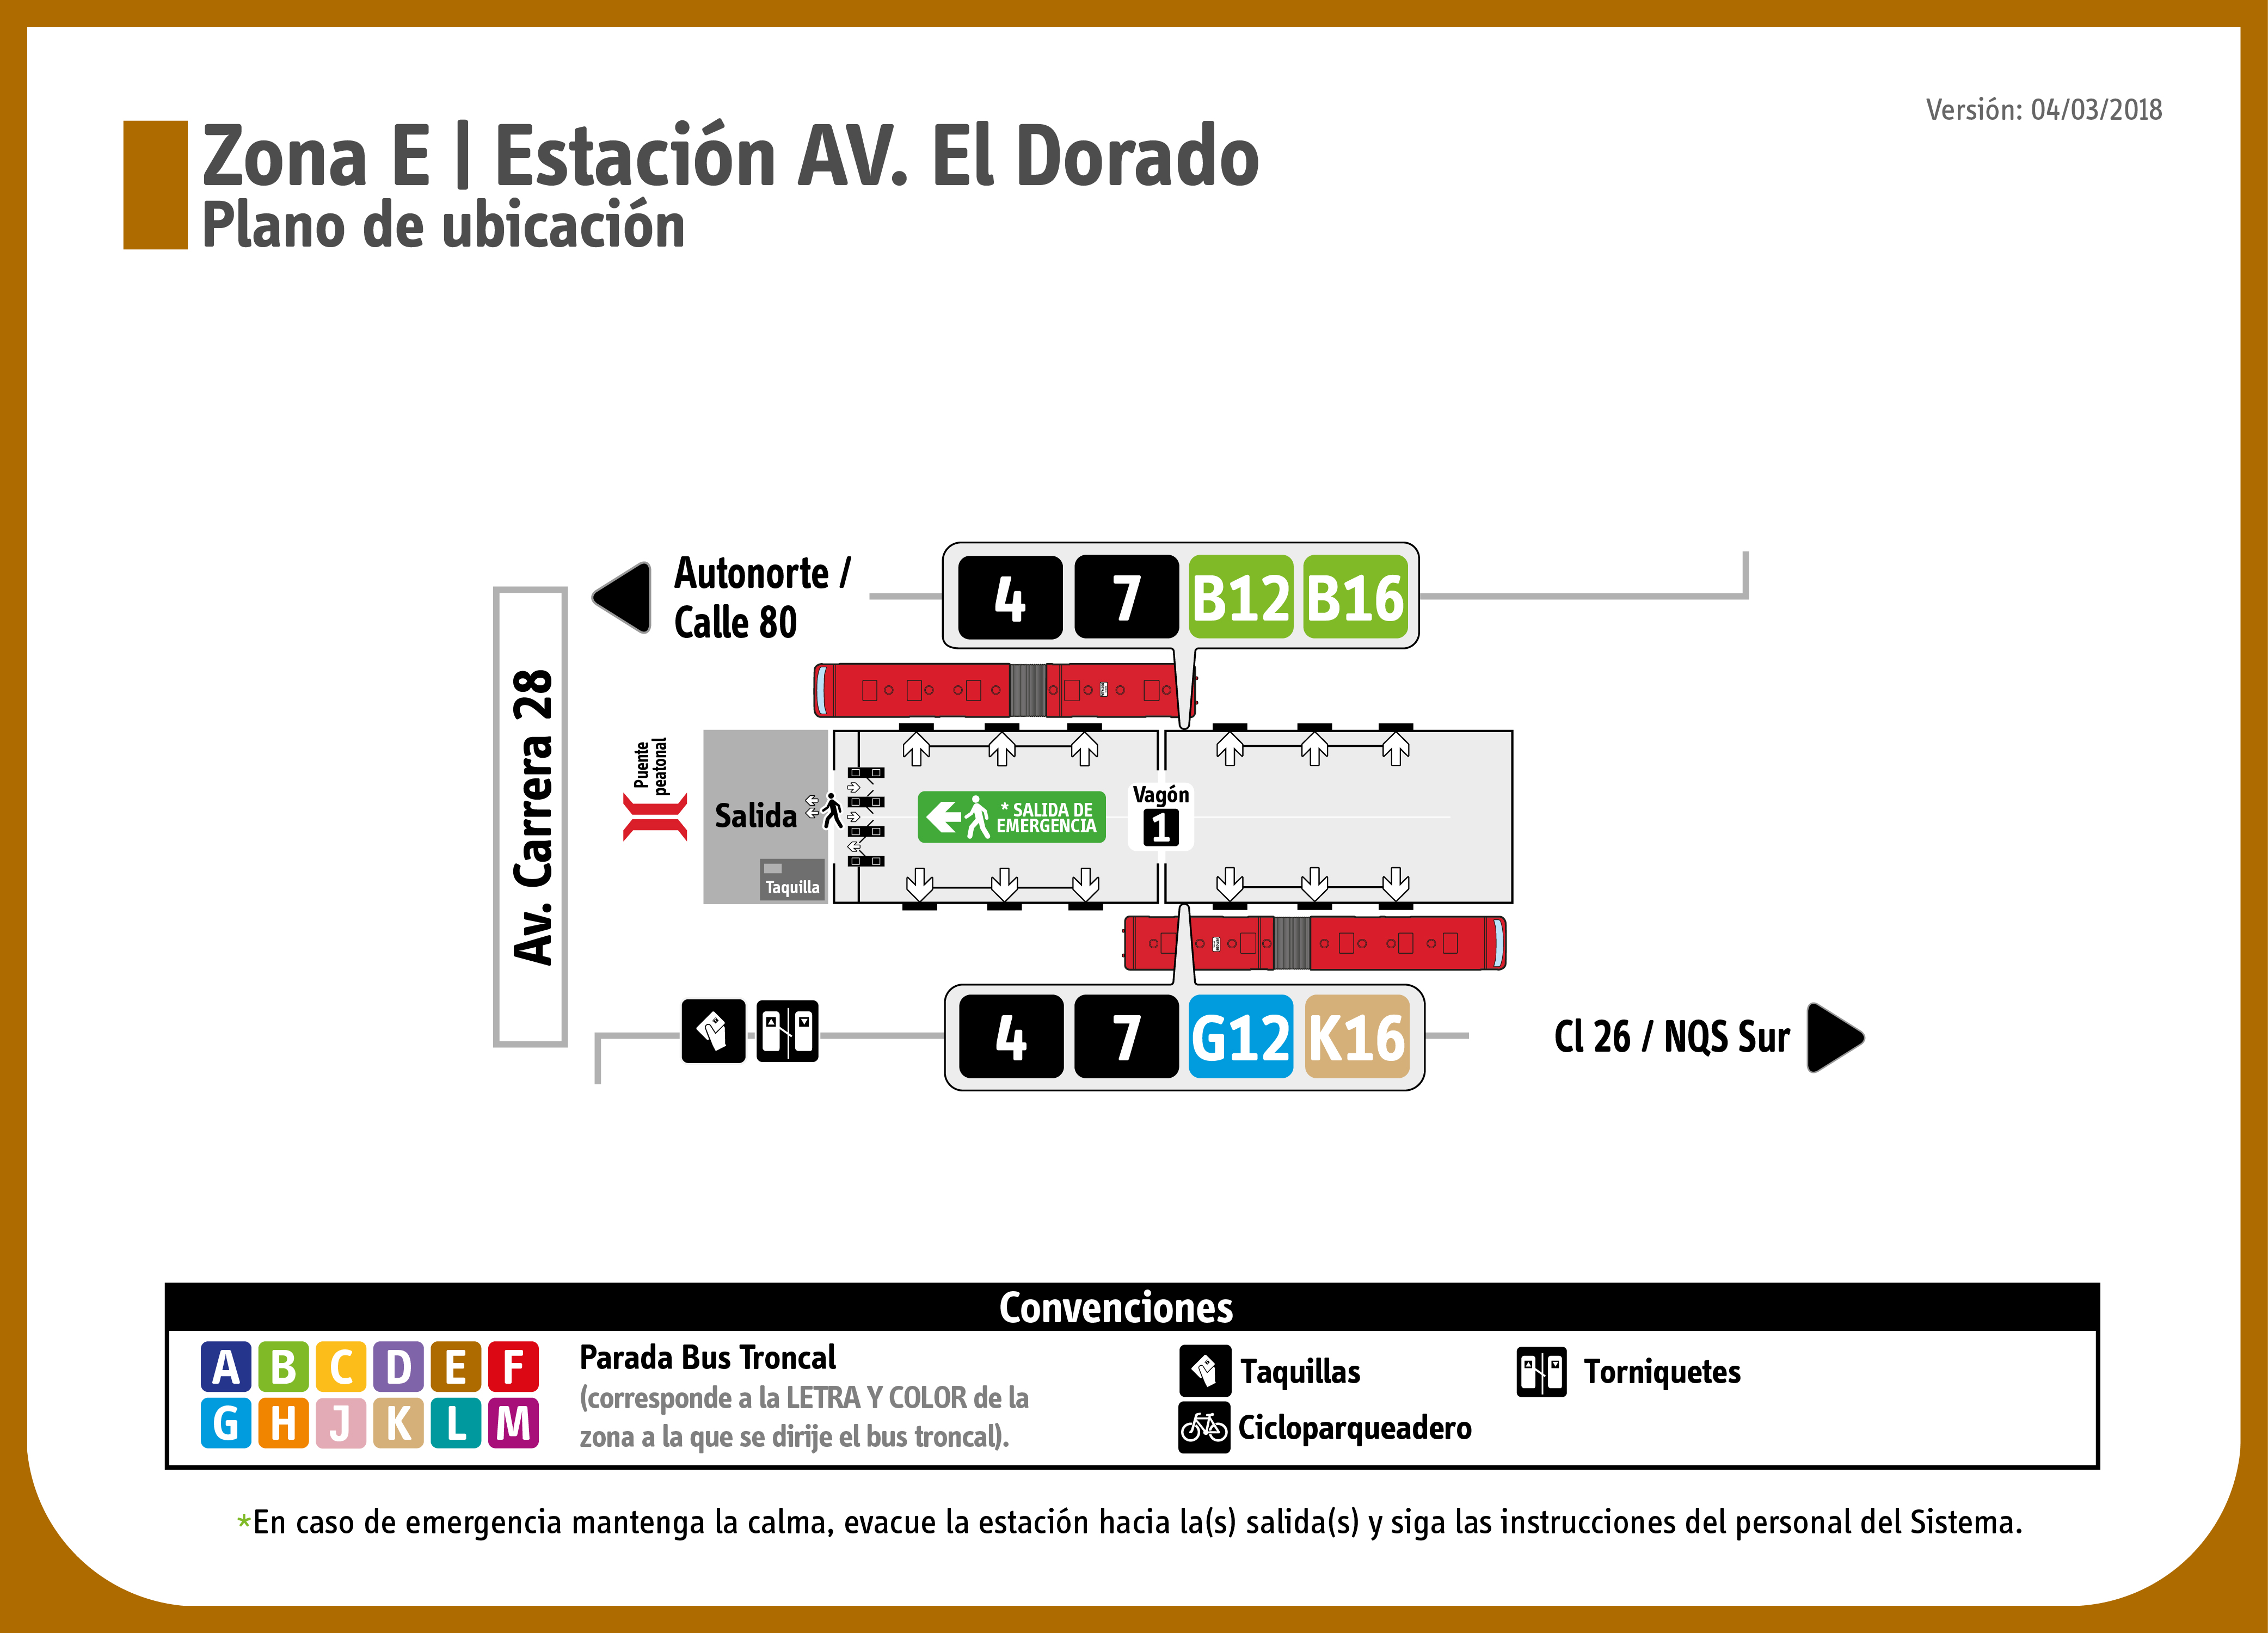 Versión: 04/03/2018
Zona E | Estación AV. El Dorado
Plano de ubicación
Autonorte /
Calle 80
4 7 B12 B16
Av. Carrera 28
Puente
peatonal
Salida
Taquilla
* SALIDA DE
EMERGENCIA
Vagón
1
4 7 G12 K16
Cl 26 / NQS Sur
Convenciones
A B C D E F
G H J K L M
Parada Bus Troncal
(corresponde a la LETRA Y COLOR de la
zona a la que se dirije el bus troncal).
Taquillas
Torniquetes
Cicloparqueadero
*En caso de emergencia mantenga la calma, evacue la estación hacia la(s) salida(s) y siga las instrucciones del personal del Sistema.